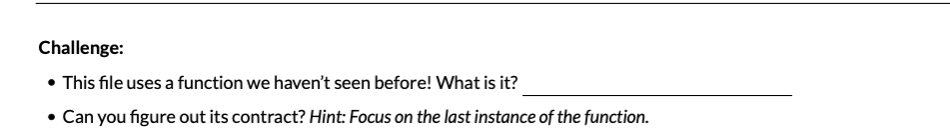 Challenge:
• This file uses a function we haven’t seen before! What is it? 
• Can you figure out its contract? Hint: Focus on the last instance of the function.